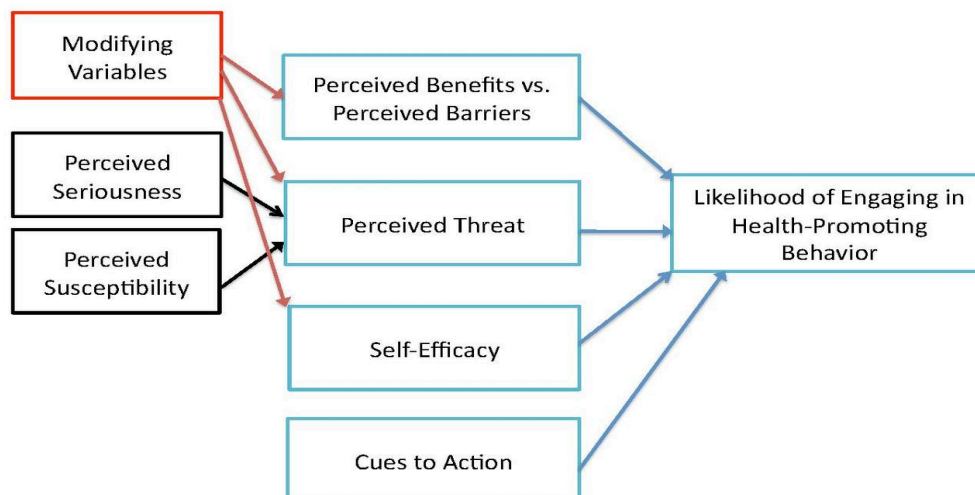 Modifying
Variables
Perceived
Seriousness
Perceived
Susceptibility
Perceived Benefits vs.
Perceived Barriers
Perceived Threat
Self-Efficacy
Cues to Action
Likelihood of Engaging in
Health-Promoting
Behavior